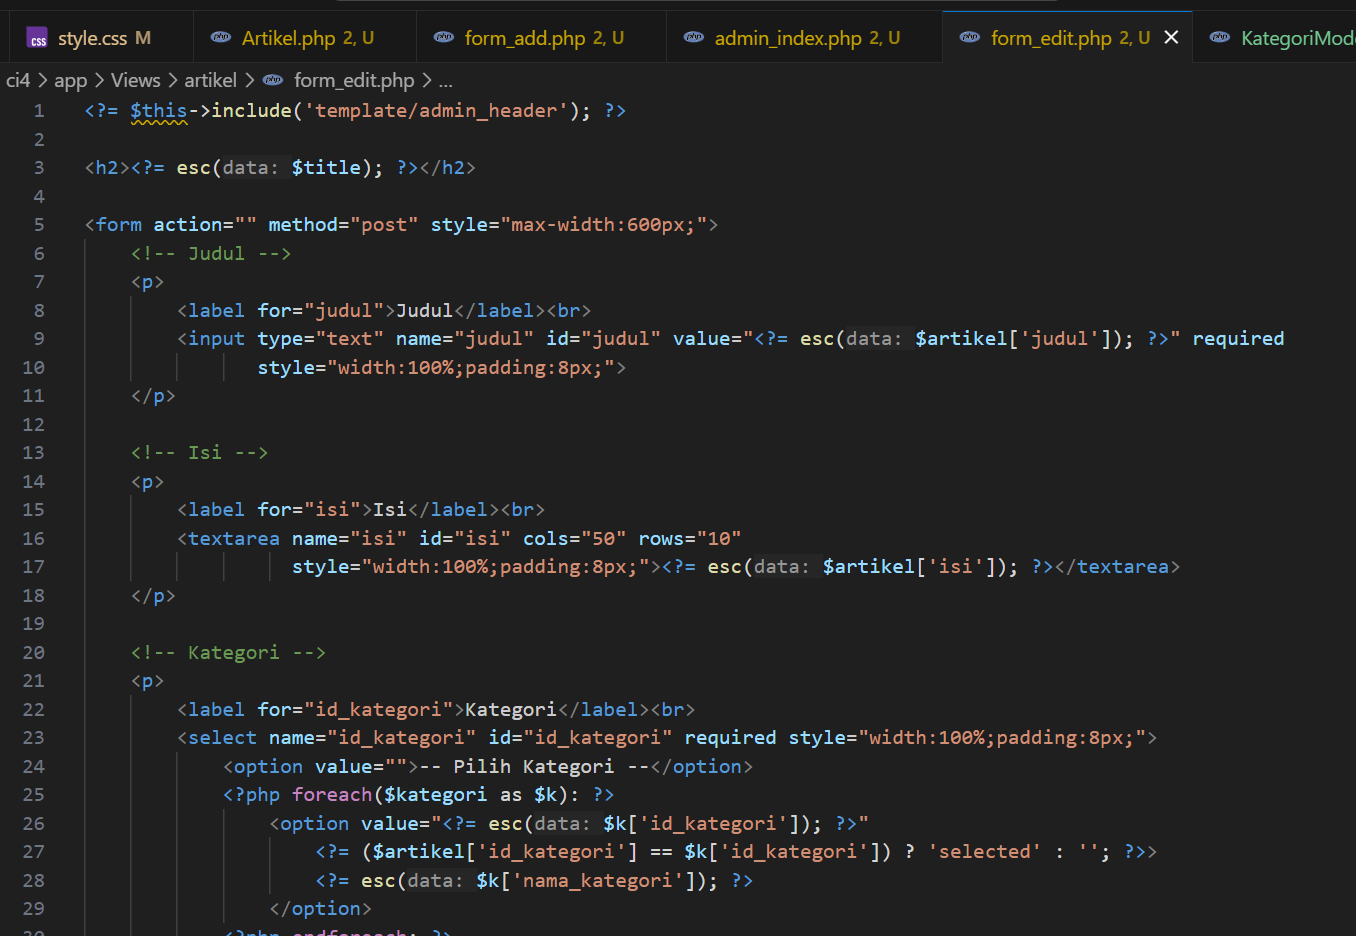 style.css M
Artikel.php 2, U
form_add.php 2, U
admin_index.php 2, U
form_edit.php 2, U
KategoriMode
ci4 > app > Views > artikel > form_edit.php > ...
1 <?= $this->include('template/admin_header'); ?>
2
3 <h2><?= esc(data: $title); ?></h2>
4
5 <form action="" method="post" style="max-width:600px;">
6     <!-- Judul -->
7     <p>
8         <label for="judul">Judul</label><br>
9         <input type="text" name="judul" id="judul" value="<?= esc(data: $artikel['judul']); ?>" required
10                style="width:100%;padding:8px;">
11     </p>
12
13     <!-- Isi -->
14     <p>
15         <label for="isi">Isi</label><br>
16         <textarea name="isi" id="isi" cols="50" rows="10"
17                   style="width:100%;padding:8px;"><?= esc(data: $artikel['isi']); ?></textarea>
18     </p>
19
20     <!-- Kategori -->
21     <p>
22         <label for="id_kategori">Kategori</label><br>
23         <select name="id_kategori" id="id_kategori" required style="width:100%;padding:8px;">
24             <option value="">-- Pilih Kategori --</option>
25             <?php foreach($kategori as $k): ?>
26                 <option value="<?= esc(data: $k['id_kategori']); ?>"
27                     <?= ($artikel['id_kategori'] == $k['id_kategori']) ? 'selected' : ''; ?>>
28                     <?= esc(data: $k['nama_kategori']); ?>
29                 </option>
30             <?php endforeach; ?>